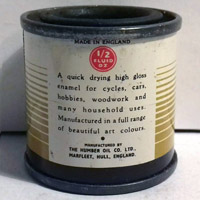 MADE IN ENGLAND
1/2
FLUID
OZ
A quick drying high gloss
enamel for cycles, cars,
hobbies, woodwork and
many household uses.
Manufactured in a full range
of beautiful art colours.
MANUFACTURED BY
THE HUMBER OIL CO. LTD.,
MARFLEET, HULL, ENGLAND.